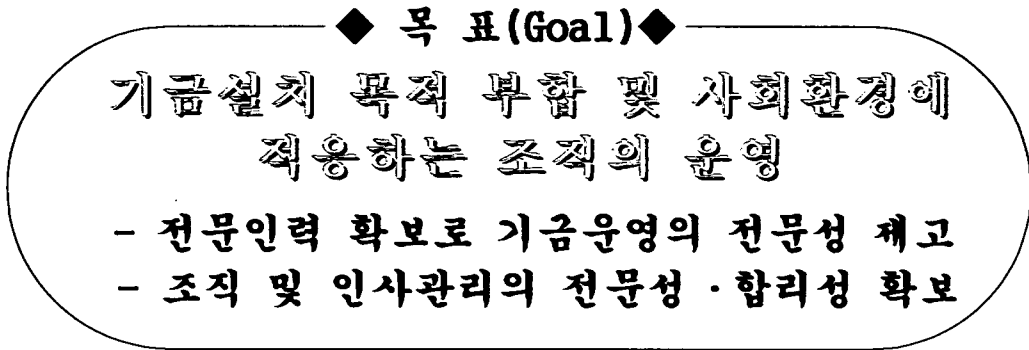 ◆ 목 표(Goal)◆
기금설치 목적 부합 및 사회환경에
적응하는 조직의 운영
- 전문인력 확보로 기금운영의 전문성 제고
- 조직 및 인사관리의 전문성·합리성 확보